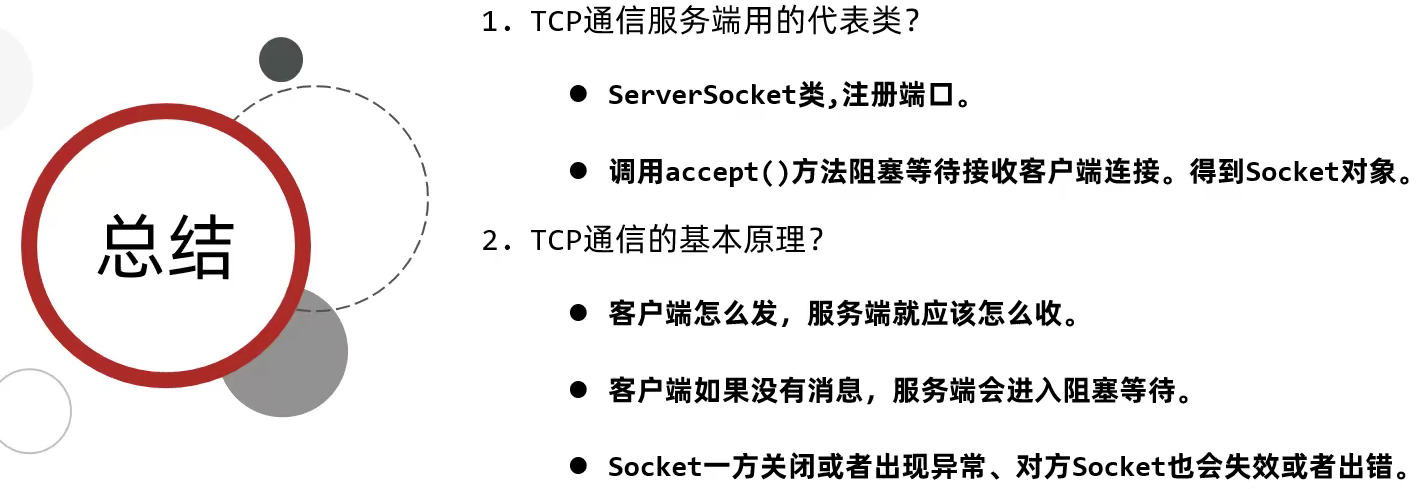 总结
1. TCP通信服务端用的代表类?
● ServerSocket类,注册端口。
● 调用accept()方法阻塞等待接收客户端连接。得到Socket对象。
2. TCP通信的基本原理?
● 客户端怎么发，服务端就应该怎么收。
● 客户端如果没有消息，服务端会进入阻塞等待。
● Socket一方关闭或者出现异常、对方Socket也会失效或者出错。